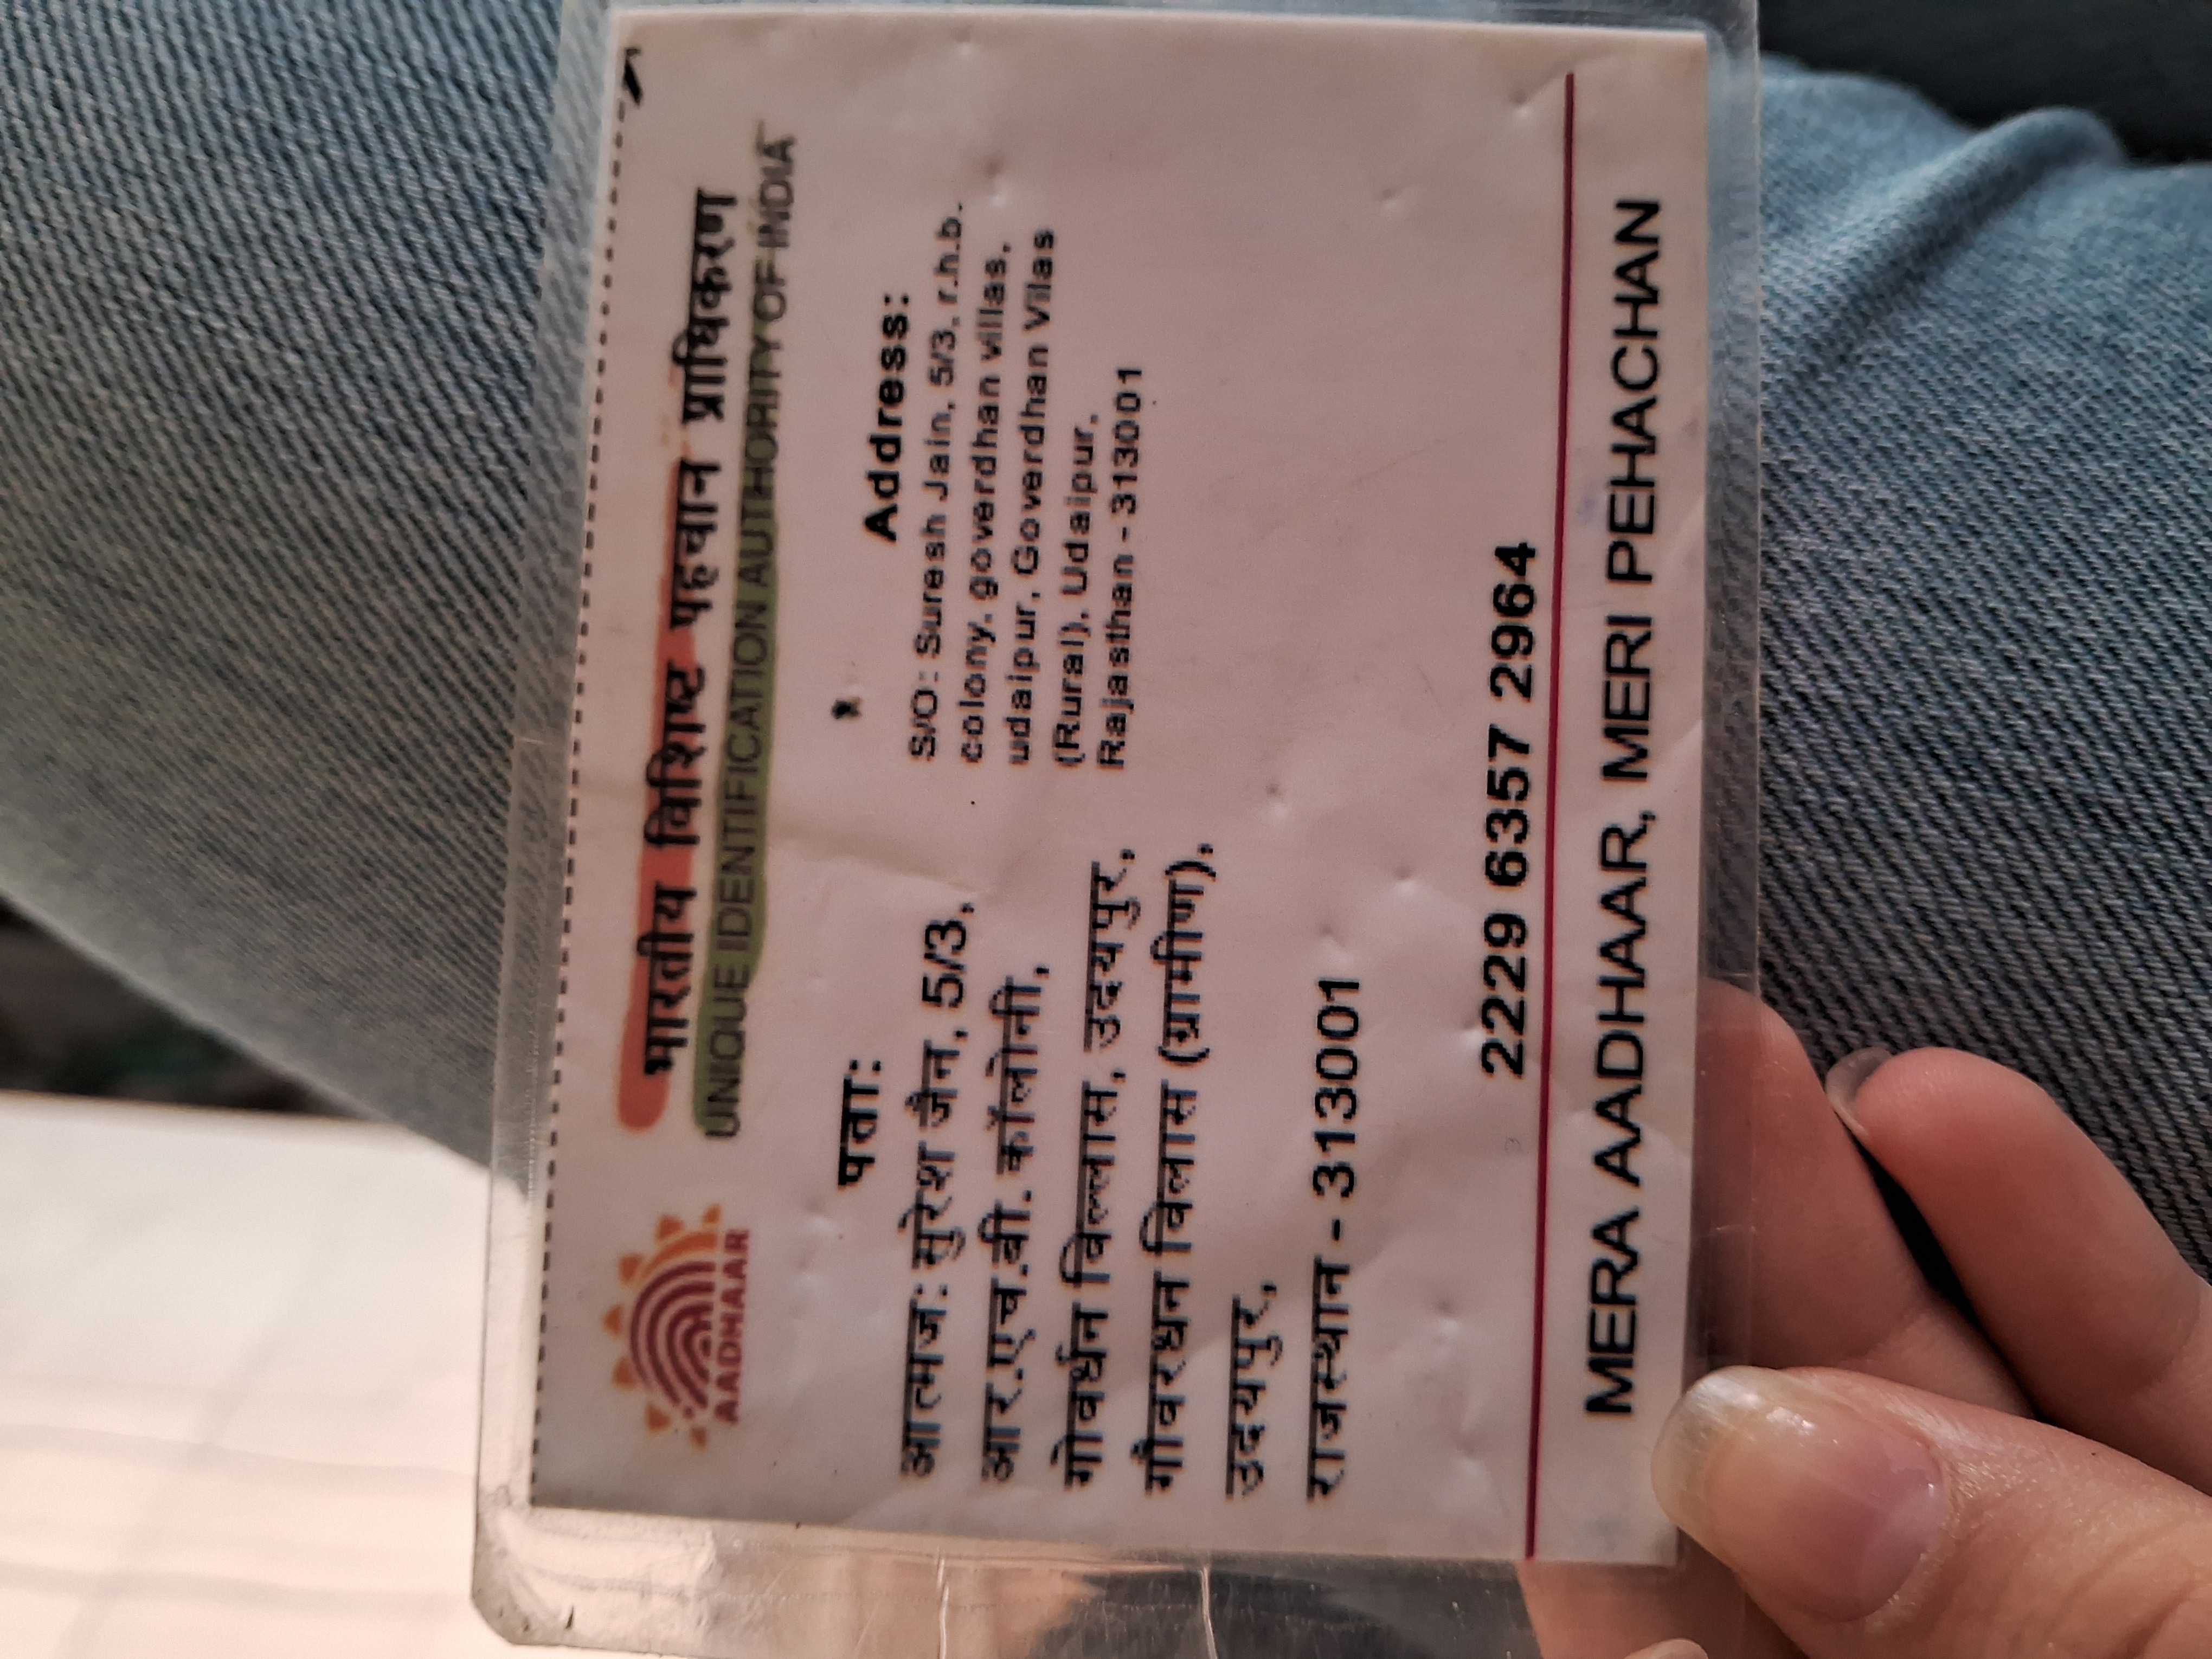 भारतीय विशिष्ट पहचान प्राधिकरण
UNIQUE IDENTIFICATION AUTHORITY OF INDIA
AADHAAR
पता:
आत्मज: सुरेश जैन, 5/3,
आर.एच.बी. कॉलोनी,
गोवर्धन विल्लास, उदयपुर,
गौवरधन विलास (ग्रामीण),
उदयपुर,
राजस्थान - 313001
Address:
S/O: Suresh Jain, 5/3, r.h.b.
colony, goverdhan villas,
udaipur, Goverdhan Vilas
(Rural), Udaipur,
Rajasthan - 313001
2229 6357 2964
MERA AADHAAR, MERI PEHACHAN